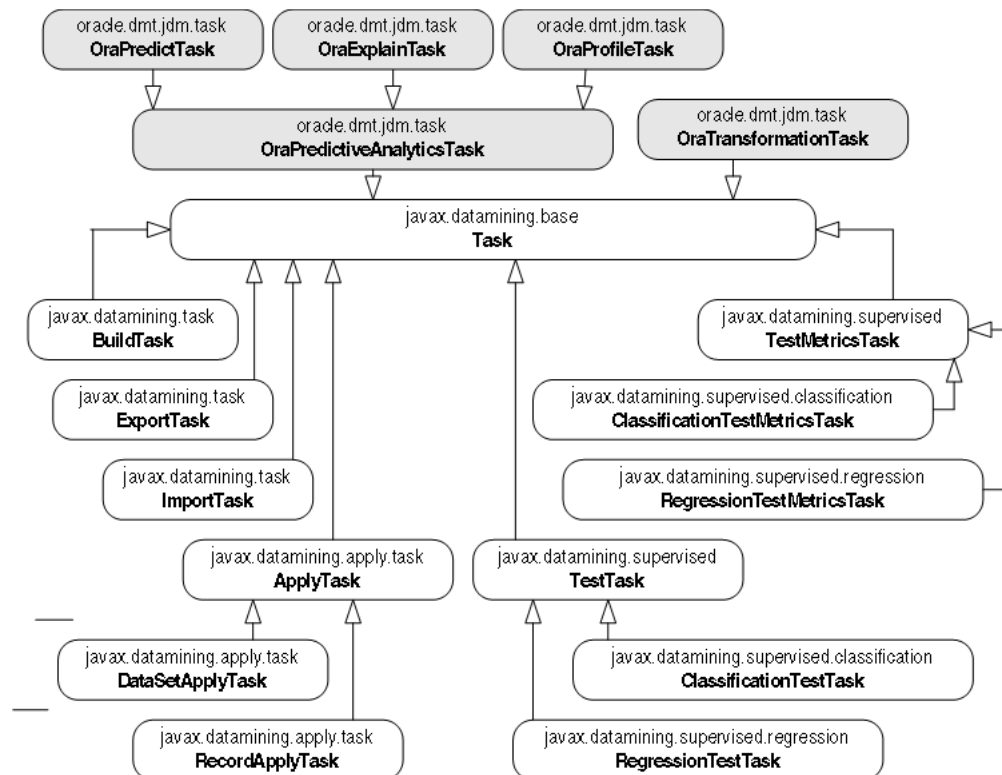 oracle.dmt.jdm.task
OraPredictTask
oracle.dmt.jdm.task
OraExplainTask
oracle.dmt.jdm.task
OraProfileTask
oracle.dmt.jdm.task
OraPredictiveAnalyticsTask
oracle.dmt.jdm.task
OraTransformationTask
javax.datamining.base
Task
javax.datamining.task
BuildTask
javax.datamining.supervised
TestMetricsTask
javax.datamining.task
ExportTask
javax.datamining.supervised.classification
ClassificationTestMetricsTask
javax.datamining.task
ImportTask
javax.datamining.supervised.regression
RegressionTestMetricsTask
javax.datamining.apply.task
ApplyTask
javax.datamining.supervised
TestTask
javax.datamining.apply.task
DataSetApplyTask
javax.datamining.supervised.classification
ClassificationTestTask
javax.datamining.apply.task
RecordApplyTask
javax.datamining.supervised.regression
RegressionTestTask